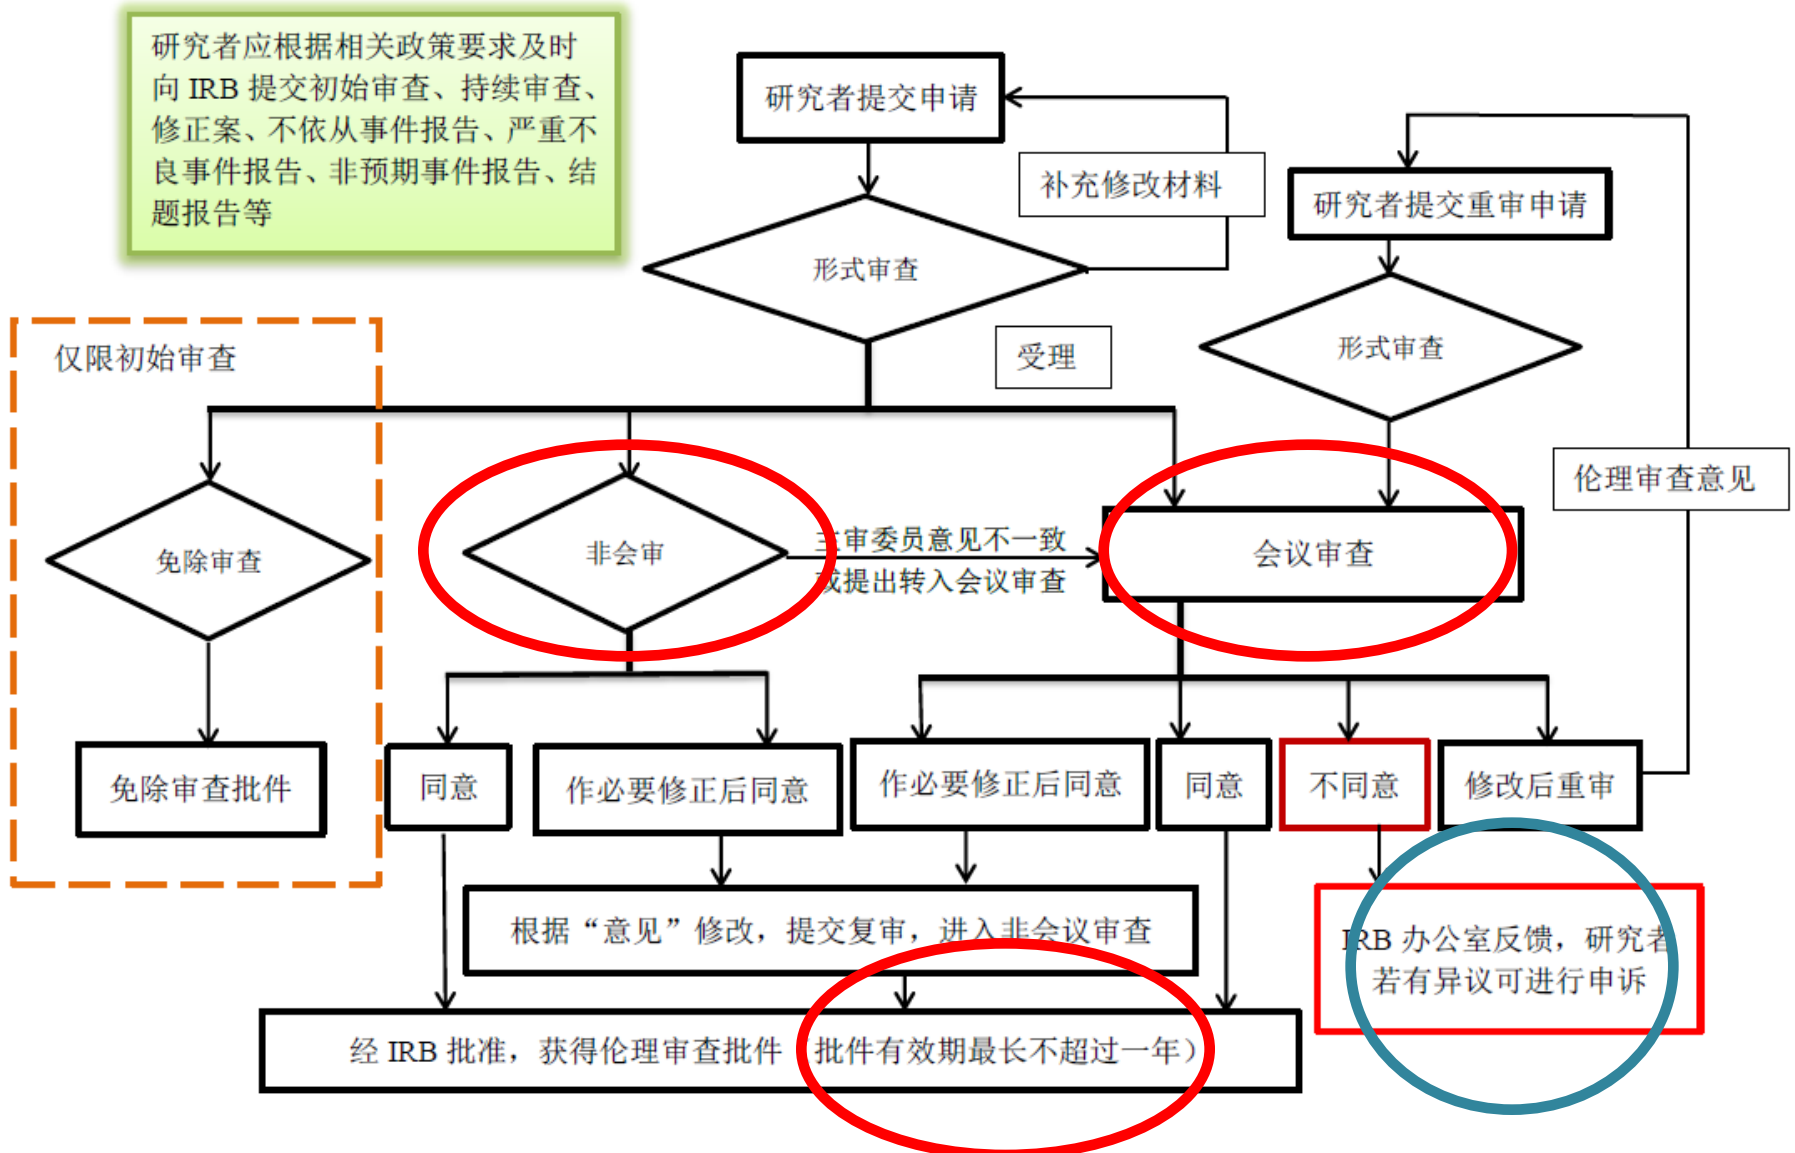 研究者应根据相关政策要求及时
向 IRB 提交初始审查、持续审查、
修正案、不依从事件报告、严重不
良事件报告、非预期事件报告、结
题报告等
研究者提交申请
补充修改材料
研究者提交重审申请
形式审查
形式审查
受理
仅限初始审查
伦理审查意见
免除审查
非会审
主审委员意见不一致
或提出转入会议审查
会议审查
免除审查批件
同意
作必要修正后同意
作必要修正后同意
同意
不同意
修改后重审
根据“意见”修改，提交复审，进入非会议审查
IRB 办公室反馈，研究者
若有异议可进行申诉
经 IRB 批准，获得伦理审查批件（批件有效期最长不超过一年）